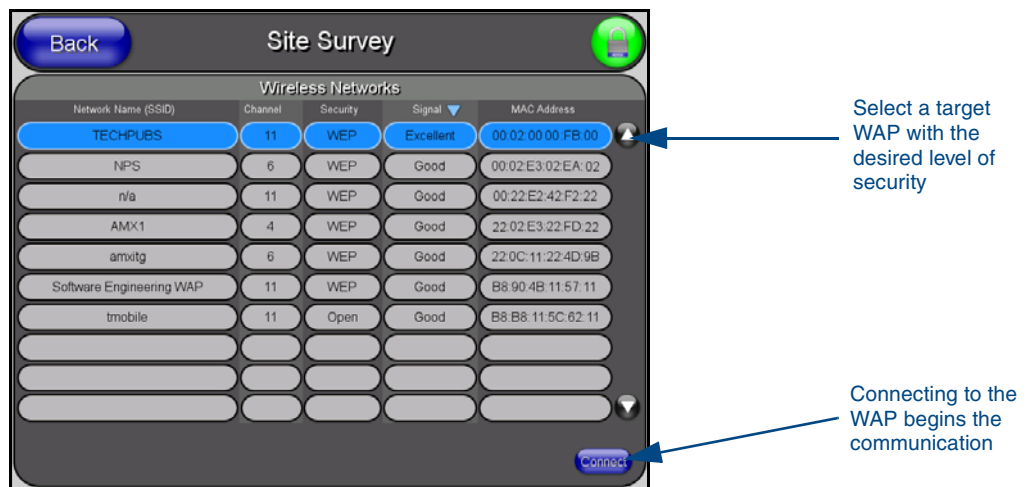 Back
Site Survey
Wireless Networks
Network Name (SSID) Channel Security Signal MAC Address
TECHPUBS 11 WEP Excellent 00:02:00:00:FB:00
NPS 6 WEP Good 00:02:E3:02:EA:02
n/a 11 WEP Good 00:22:E2:42:F2:22
AMX1 4 WEP Good 22:02:E3:22:FD:22
amxitg 6 WEP Good 22:0C:11:22:4D:9B
Software Engineering WAP 11 WEP Good B8:90:4B:11:57:11
tmobile 11 Open Good B8:B8:11:5C:62:11
Connect
Select a target
WAP with the
desired level of
security
Connecting to the
WAP begins the
communication